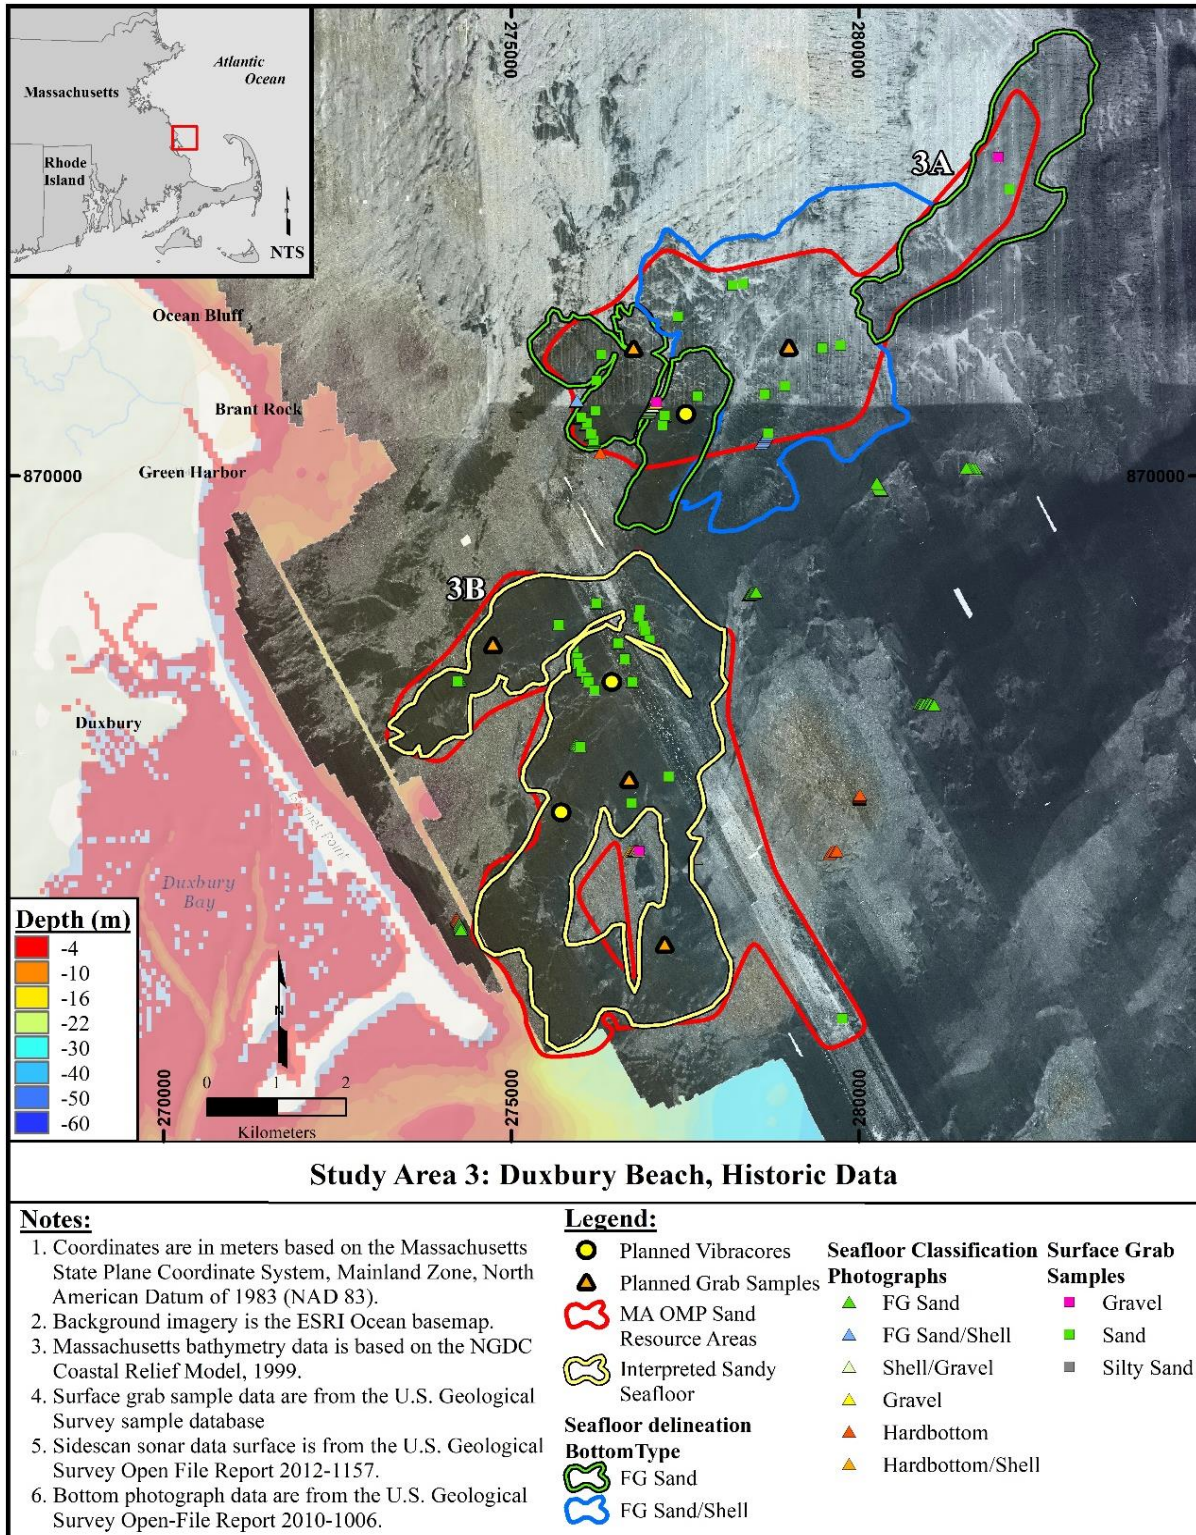 Atlantic
Ocean
Massachusetts
Rhode
Island
NTS
275000
280000
3A
Ocean Bluff
Brant Rock
Green Harbor
870000
870000
3B
Duxbury
Gurnet Point
Duxbury
Bay
Depth (m)
-4
-10
-16
-22
-30
-40
-50
-60
N
0 1 2
Kilometers
270000
275000
280000
Study Area 3: Duxbury Beach, Historic Data
Notes:
1. Coordinates are in meters based on the Massachusetts
State Plane Coordinate System, Mainland Zone, North
American Datum of 1983 (NAD 83).
2. Background imagery is the ESRI Ocean basemap.
3. Massachusetts bathymetry data is based on the NGDC
Coastal Relief Model, 1999.
4. Surface grab sample data are from the U.S. Geological
Survey sample database
5. Sidescan sonar data surface is from the U.S. Geological
Survey Open File Report 2012-1157.
6. Bottom photograph data are from the U.S. Geological
Survey Open-File Report 2010-1006.
Legend:
Planned Vibracores
Planned Grab Samples
MA OMP Sand
Resource Areas
Interpreted Sandy
Seafloor
Seafloor delineation
BottomType
FG Sand
FG Sand/Shell
Seafloor Classification
Photographs
FG Sand
FG Sand/Shell
Shell/Gravel
Gravel
Hardbottom
Hardbottom/Shell
Surface Grab
Samples
Gravel
Sand
Silty Sand